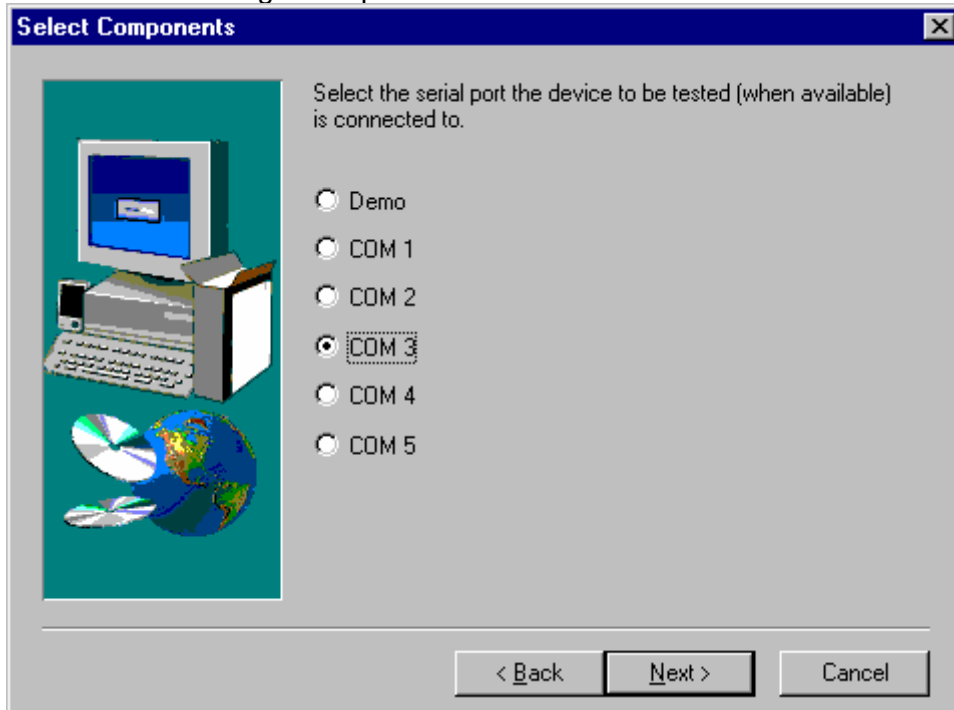 Select Components
Select the serial port the device to be tested (when available)
is connected to.
Demo
COM 1
COM 2
COM 3
COM 4
COM 5
< Back
Next >
Cancel